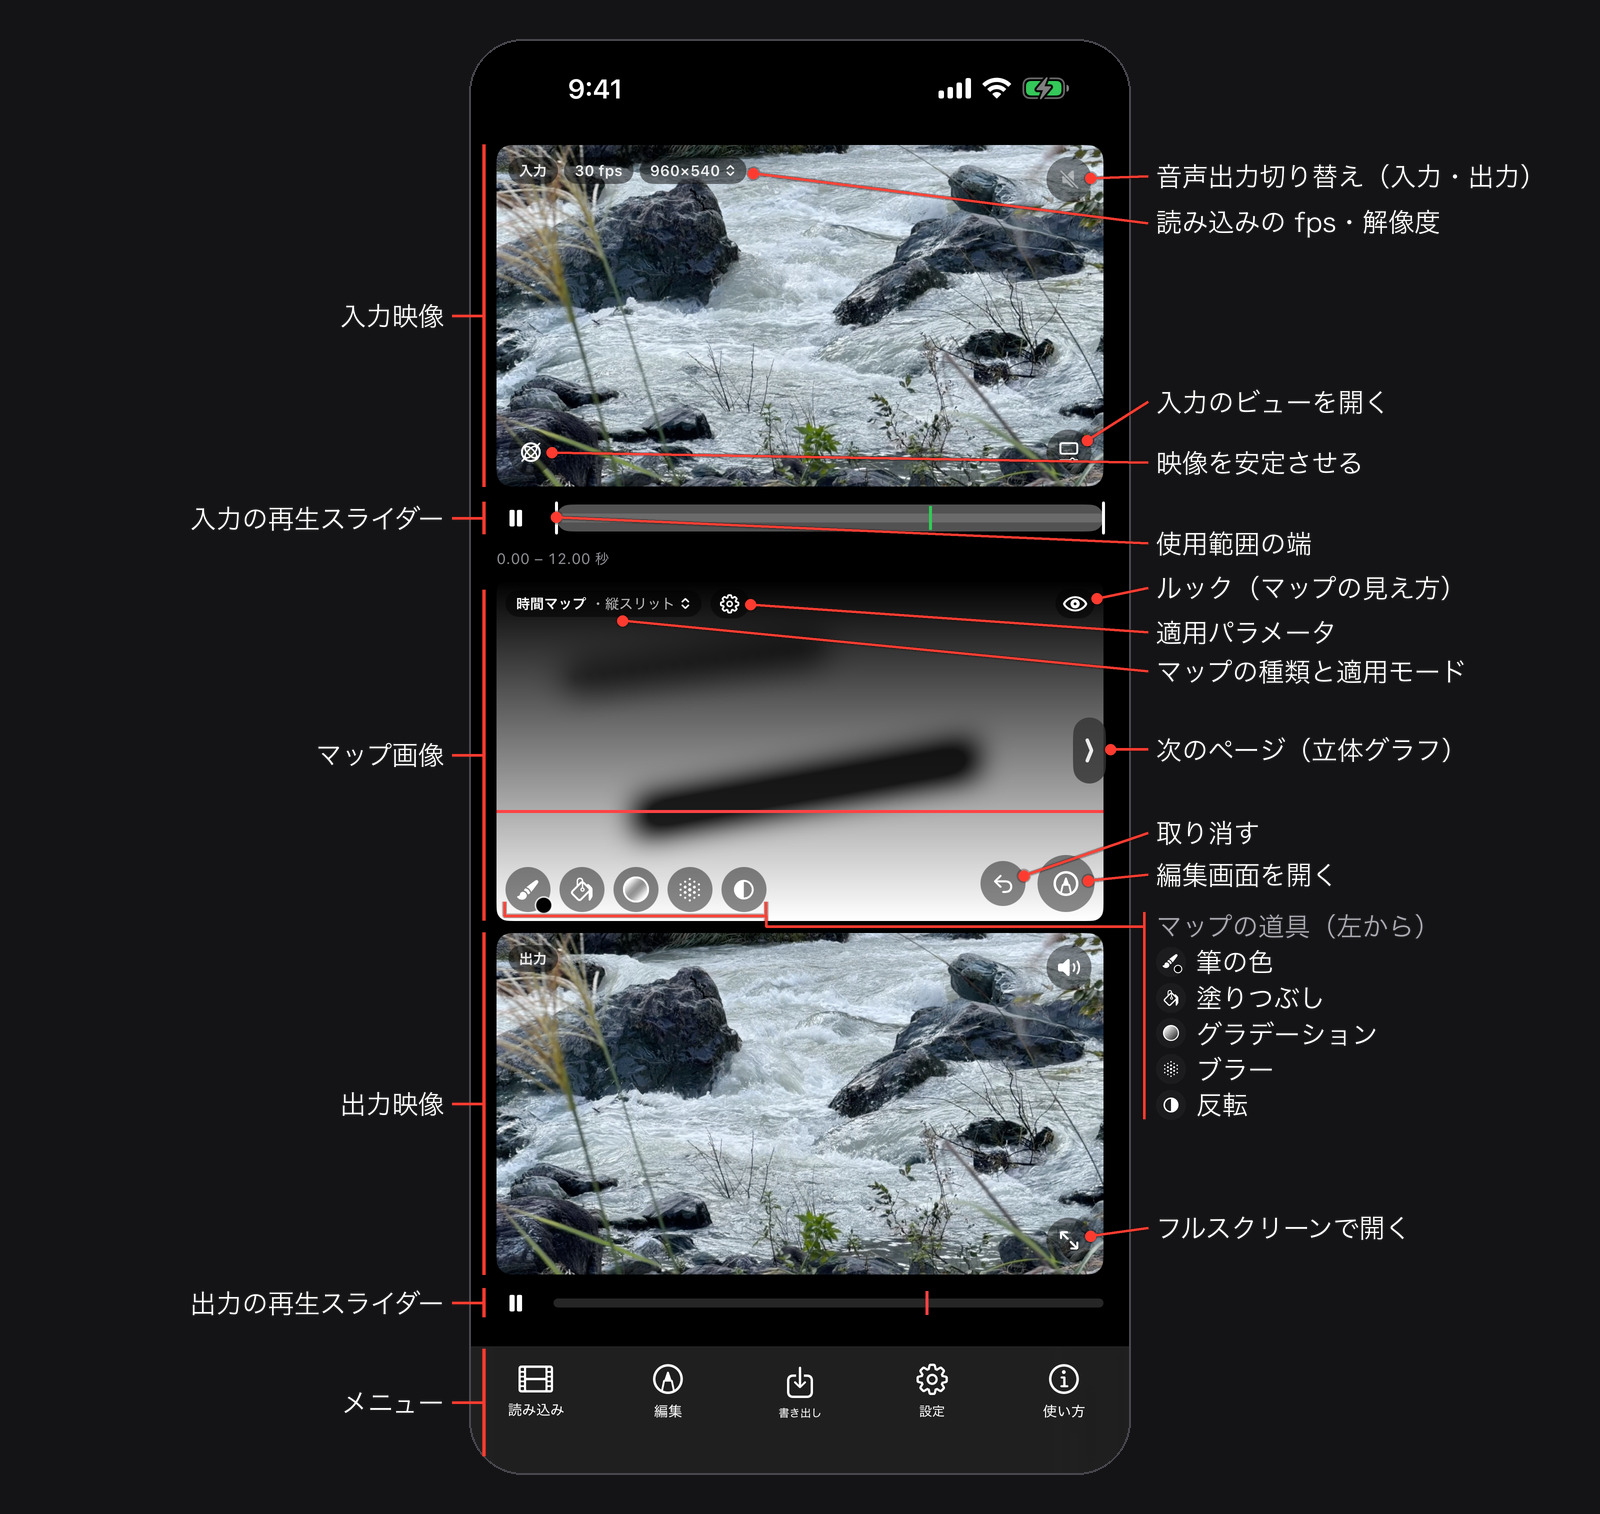 9:41
入力 30 fps 960×540
音声出力切り替え（入力・出力）
読み込みの fps・解像度
入力映像
入力のビューを開く
映像を安定させる
入力の再生スライダー
使用範囲の端
0.00 – 12.00 秒
ルック（マップの見え方）
時間マップ ・縦スリット
適用パラメータ
マップの種類と適用モード
マップ画像
次のページ（立体グラフ）
取り消す
編集画面を開く
マップの道具（左から）
筆の色
塗りつぶし
グラデーション
ブラー
反転
出力
出力映像
フルスクリーンで開く
出力の再生スライダー
メニュー
読み込み
編集
書き出し
設定
使い方